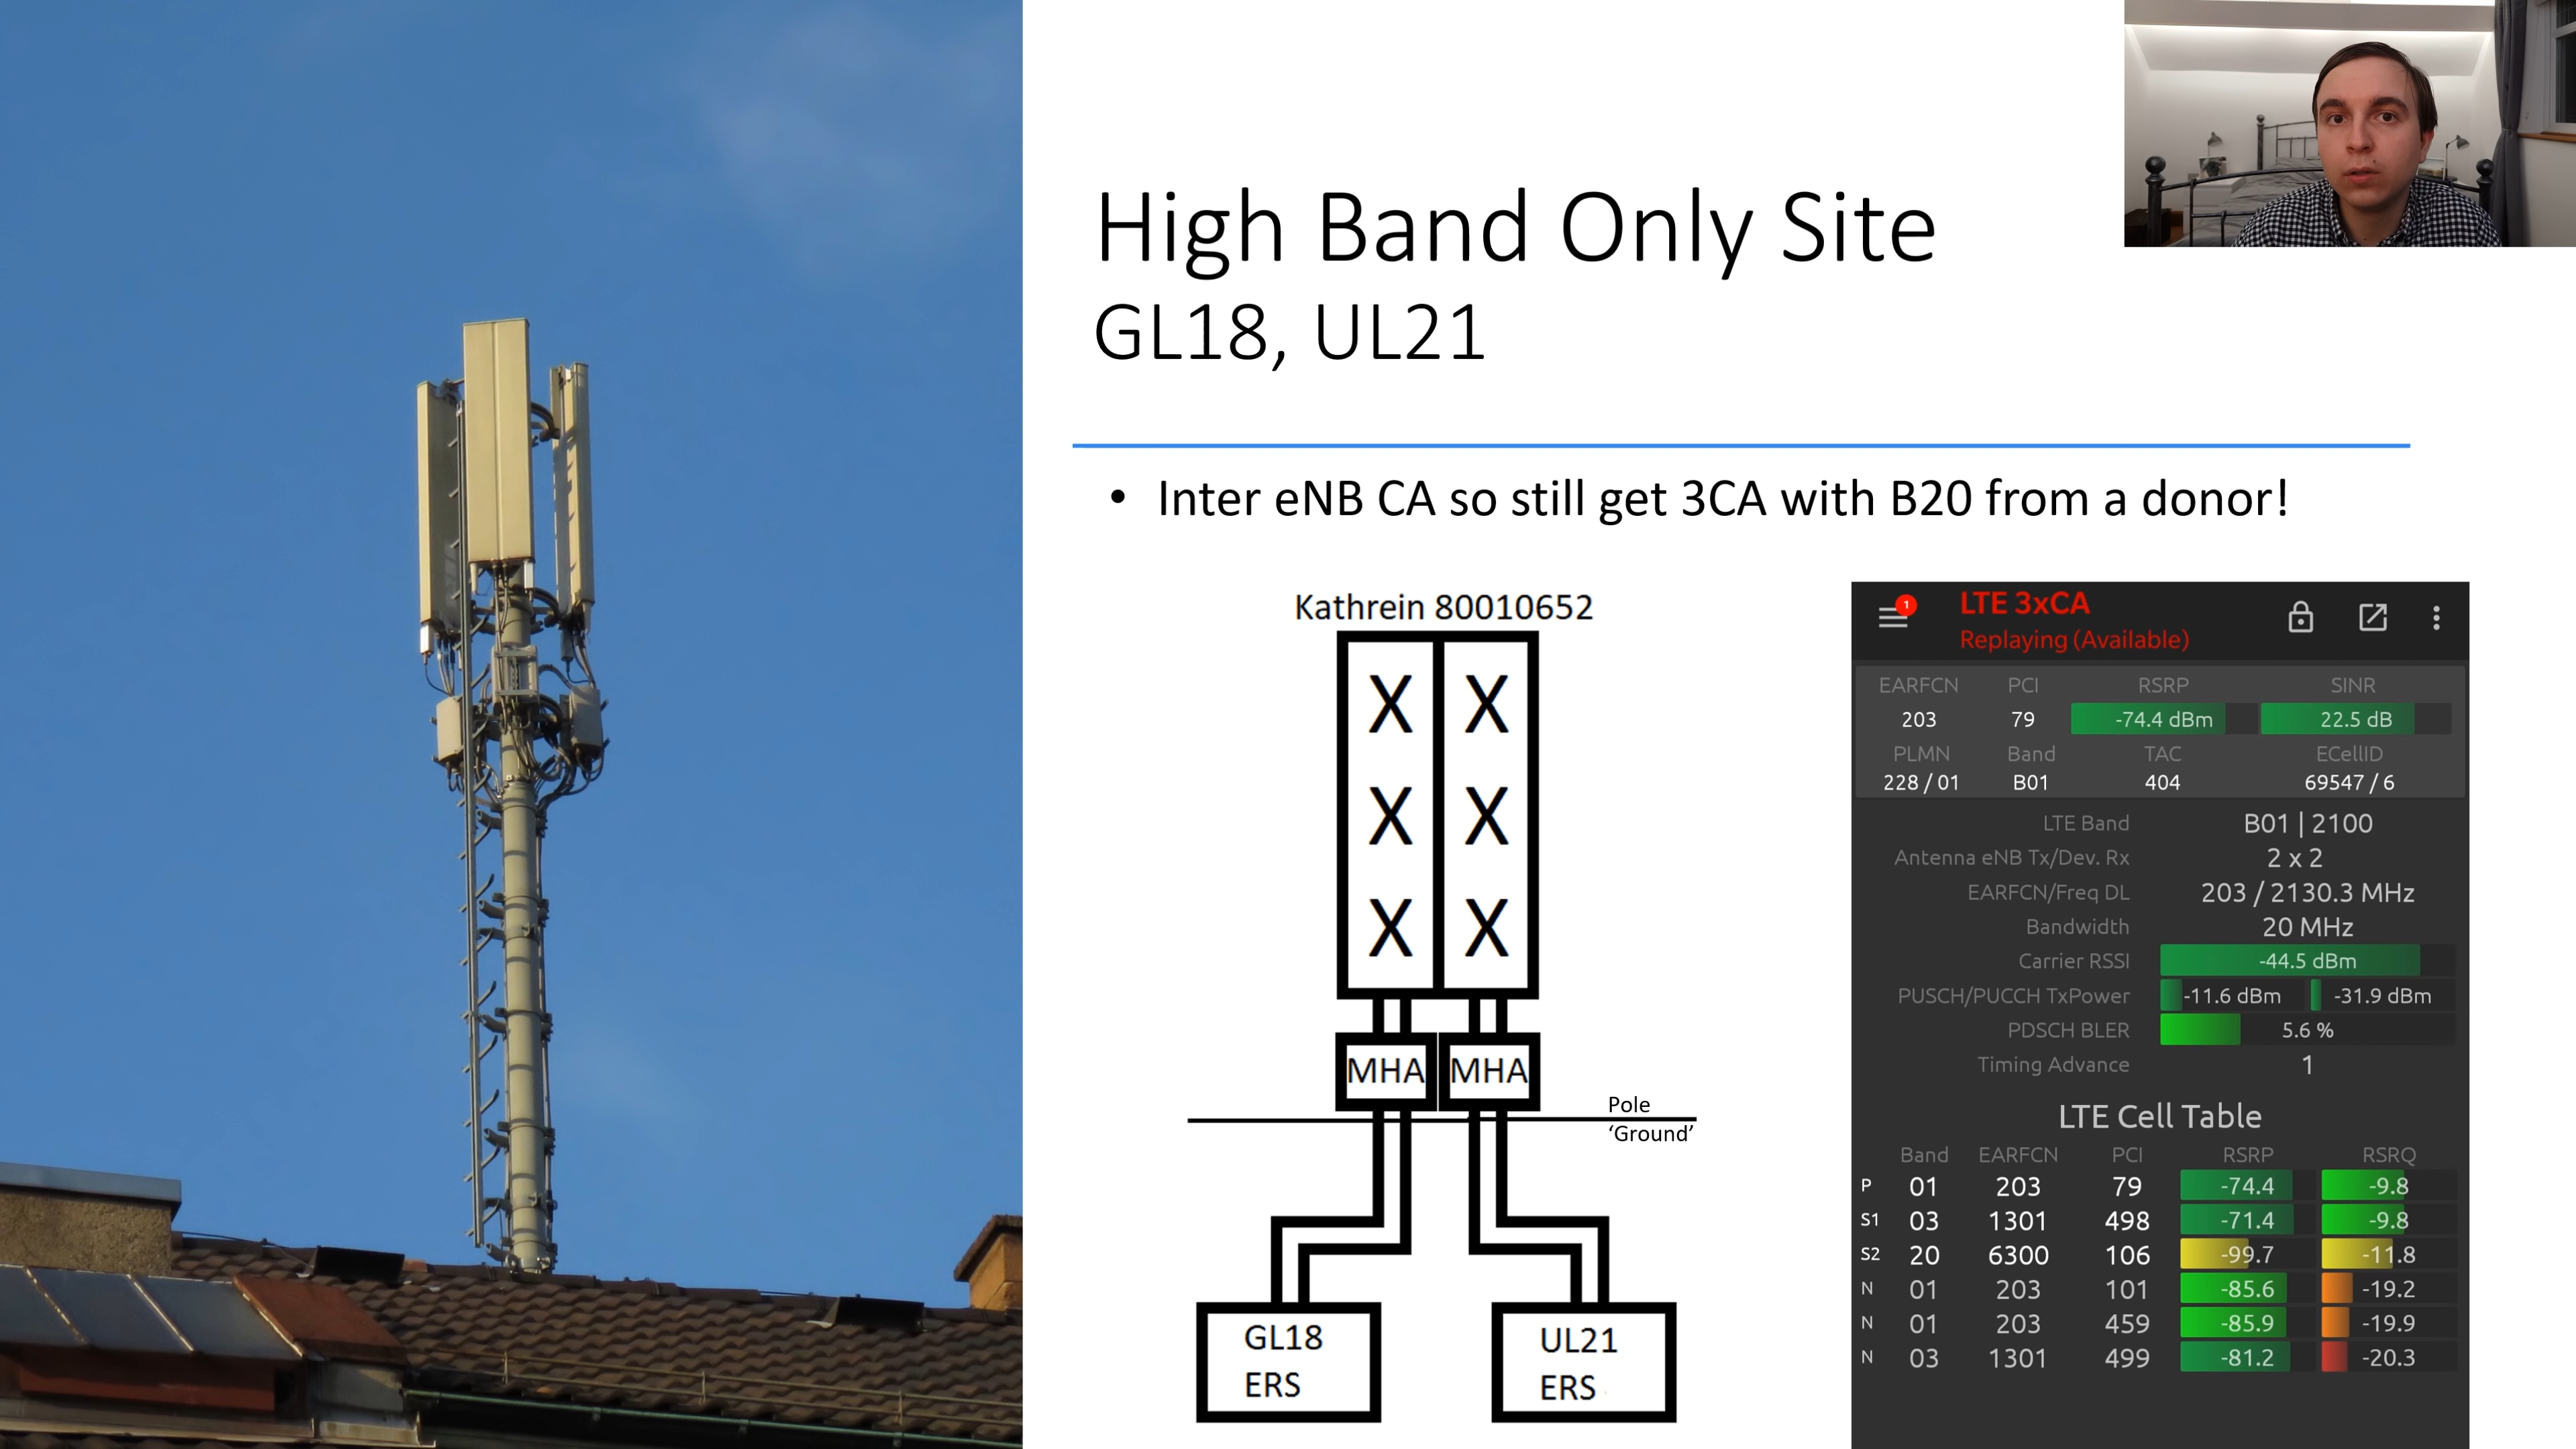 High Band Only Site
GL18, UL21
• Inter eNB CA so still get 3CA with B20 from a donor!
Kathrein 80010652
X X
X X
X X
MHA MHA
Pole
‘Ground’
GL18
ERS
UL21
ERS
1
LTE 3xCA
Replaying (Available)
EARFCN PCI RSRP SINR
203 79 -74.4 dBm 22.5 dB
PLMN Band TAC ECellID
228 / 01 B01 404 69547 / 6
LTE Band B01 | 2100
Antenna eNB Tx/Dev. Rx 2 x 2
EARFCN/Freq DL 203 / 2130.3 MHz
Bandwidth 20 MHz
Carrier RSSI -44.5 dBm
PUSCH/PUCCH TxPower -11.6 dBm -31.9 dBm
PDSCH BLER 5.6 %
Timing Advance 1
LTE Cell Table
Band EARFCN PCI RSRP RSRQ
P 01 203 79 -74.4 -9.8
S1 03 1301 498 -71.4 -9.8
S2 20 6300 106 -99.7 -11.8
N 01 203 101 -85.6 -19.2
N 01 203 459 -85.9 -19.9
N 03 1301 499 -81.2 -20.3